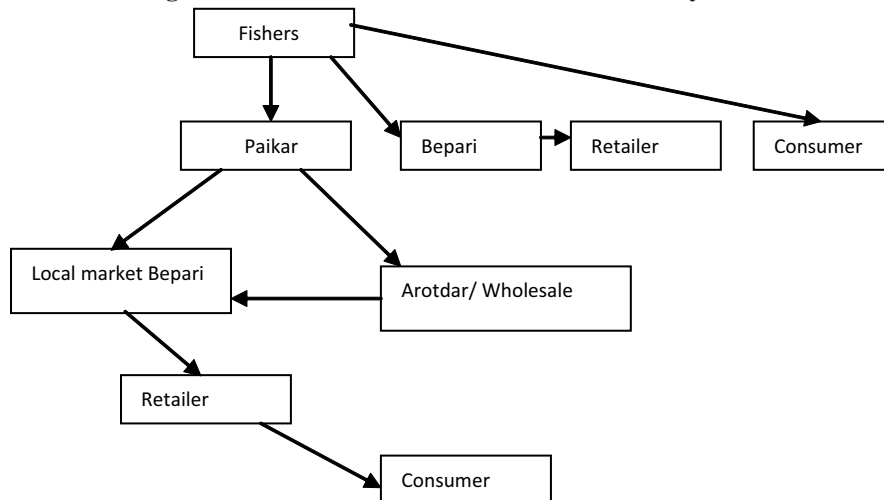 Fishers
Paikar
Bepari
Retailer
Consumer
Local market Bepari
Arotdar/ Wholesale
Retailer
Consumer